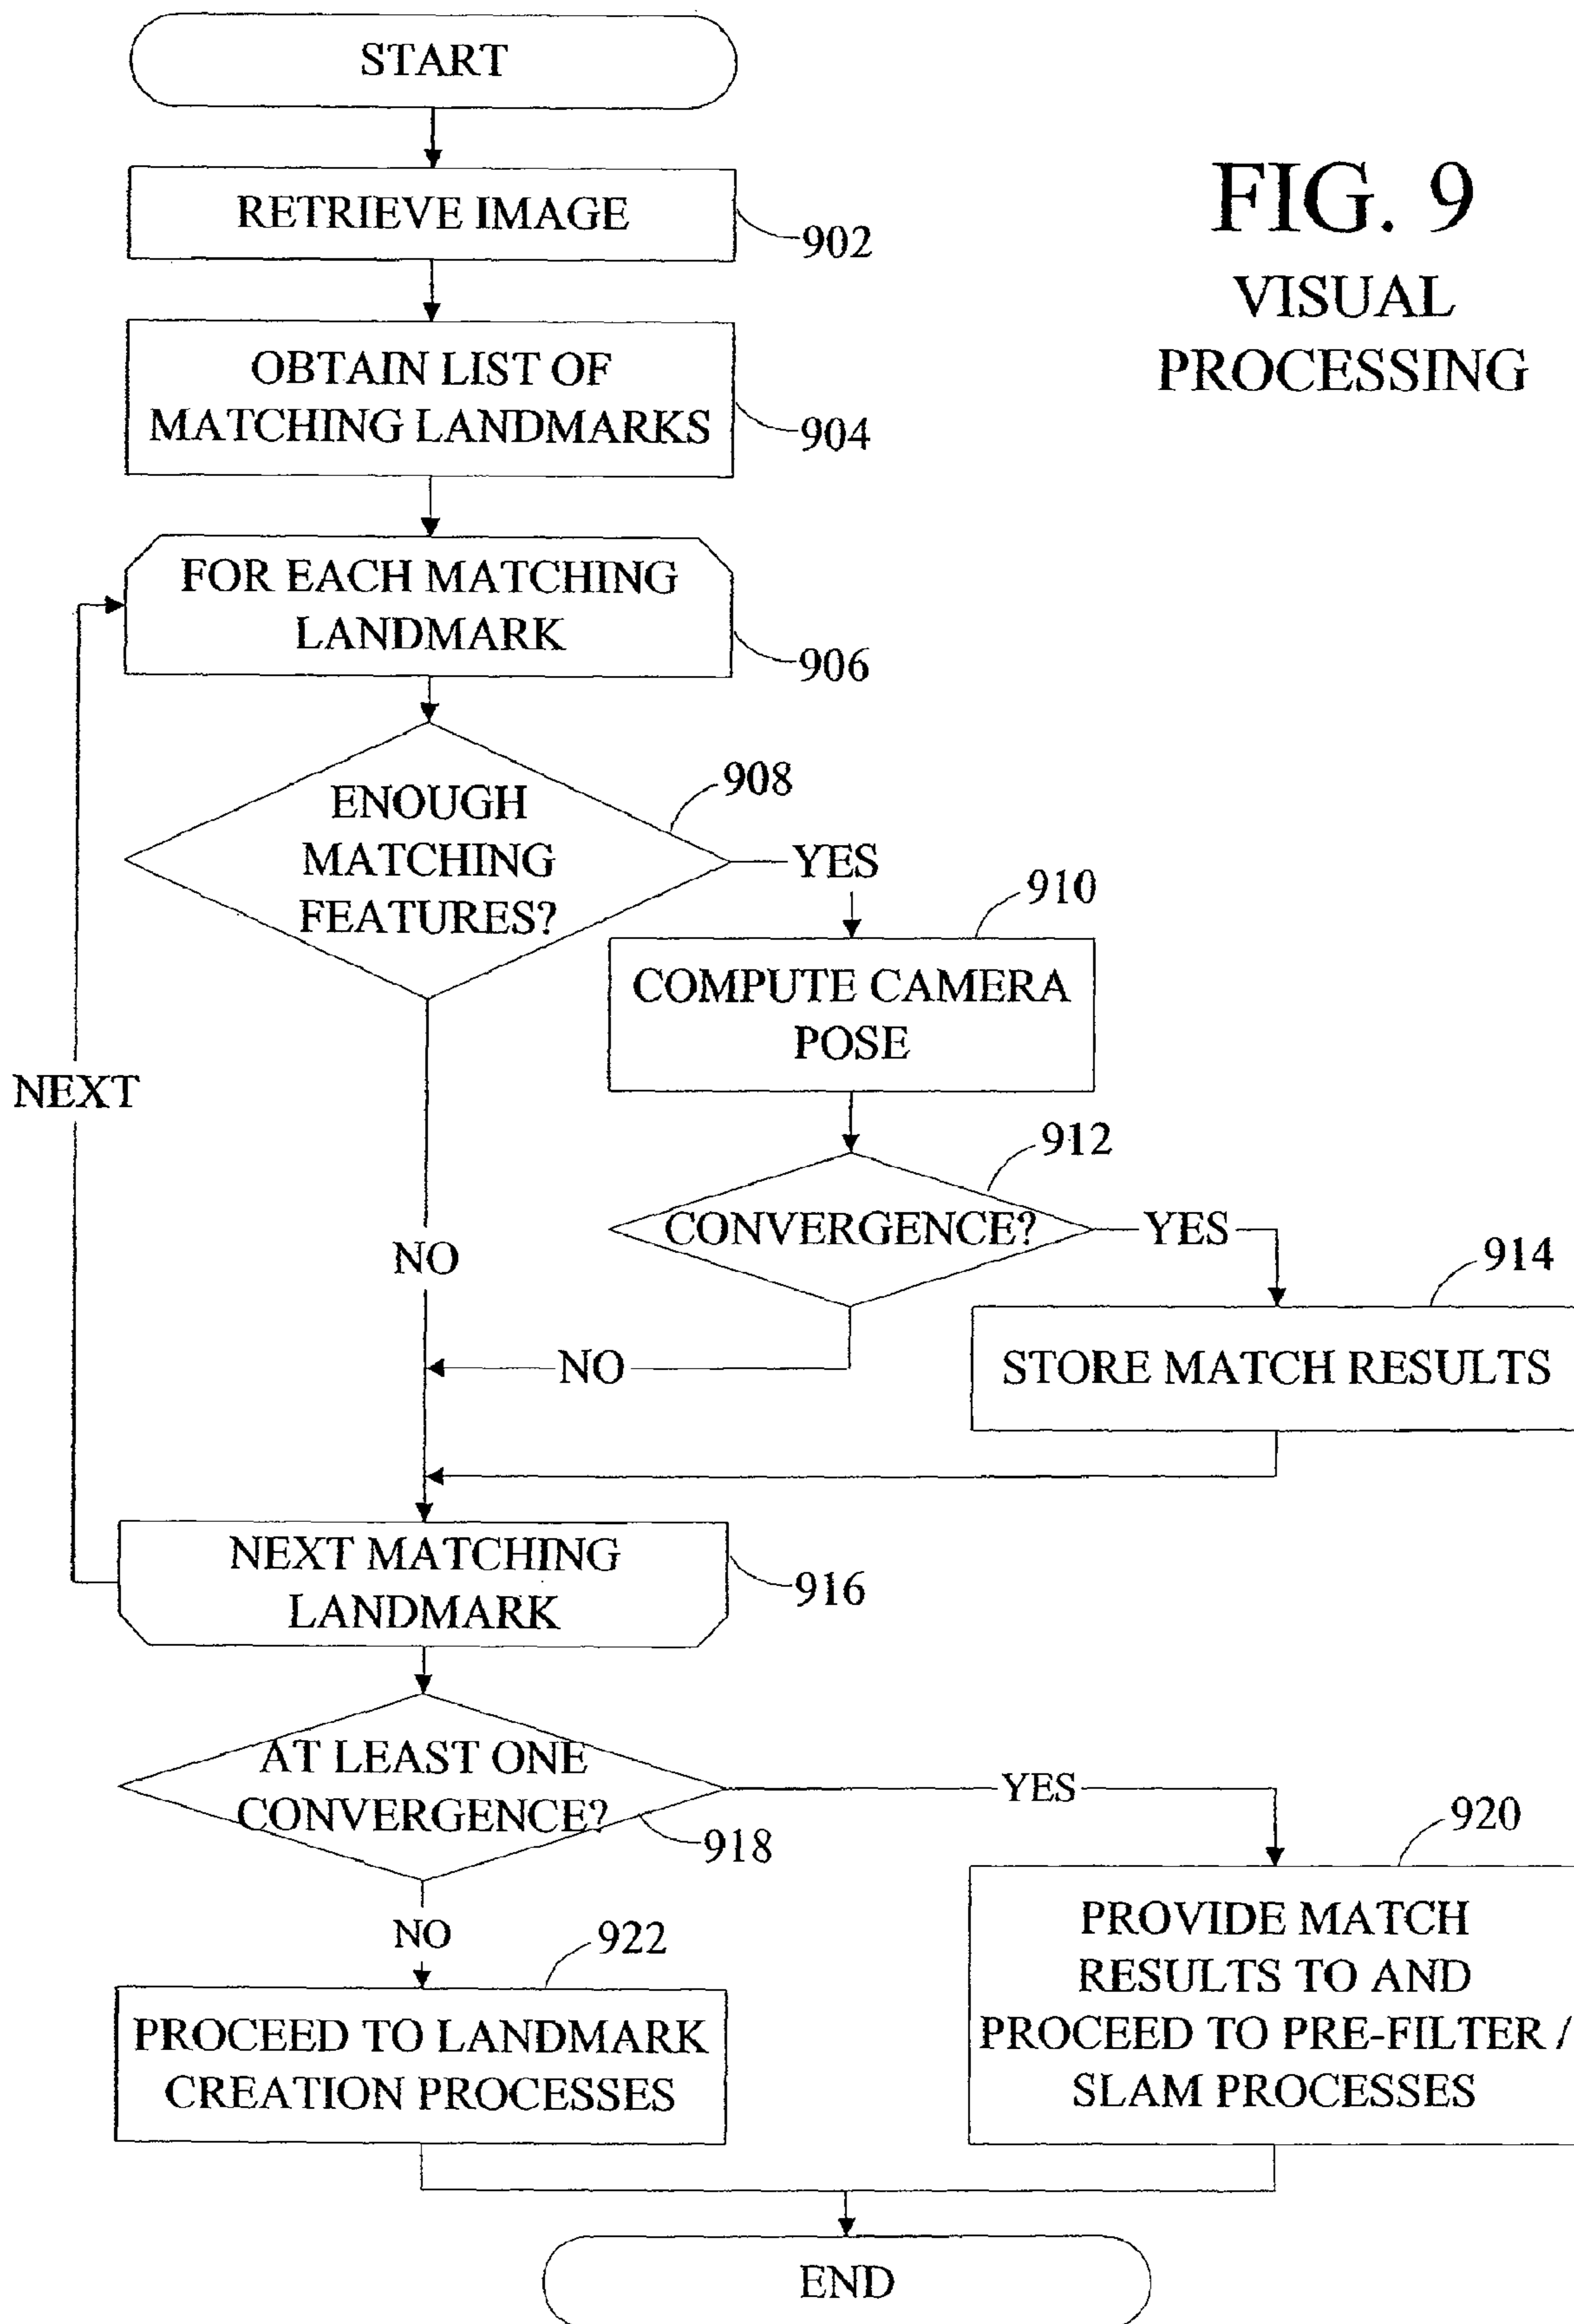 START
FIG. 9
VISUAL
PROCESSING
RETRIEVE IMAGE
902
OBTAIN LIST OF
MATCHING LANDMARKS
904
FOR EACH MATCHING
LANDMARK
906
ENOUGH
MATCHING
FEATURES?
908
YES
910
COMPUTE CAMERA
POSE
NEXT
912
CONVERGENCE?
YES
NO
914
STORE MATCH RESULTS
NO
NEXT MATCHING
LANDMARK
916
AT LEAST ONE
CONVERGENCE?
918
YES
920
PROVIDE MATCH
RESULTS TO AND
PROCEED TO PRE-FILTER /
SLAM PROCESSES
NO
922
PROCEED TO LANDMARK
CREATION PROCESSES
END